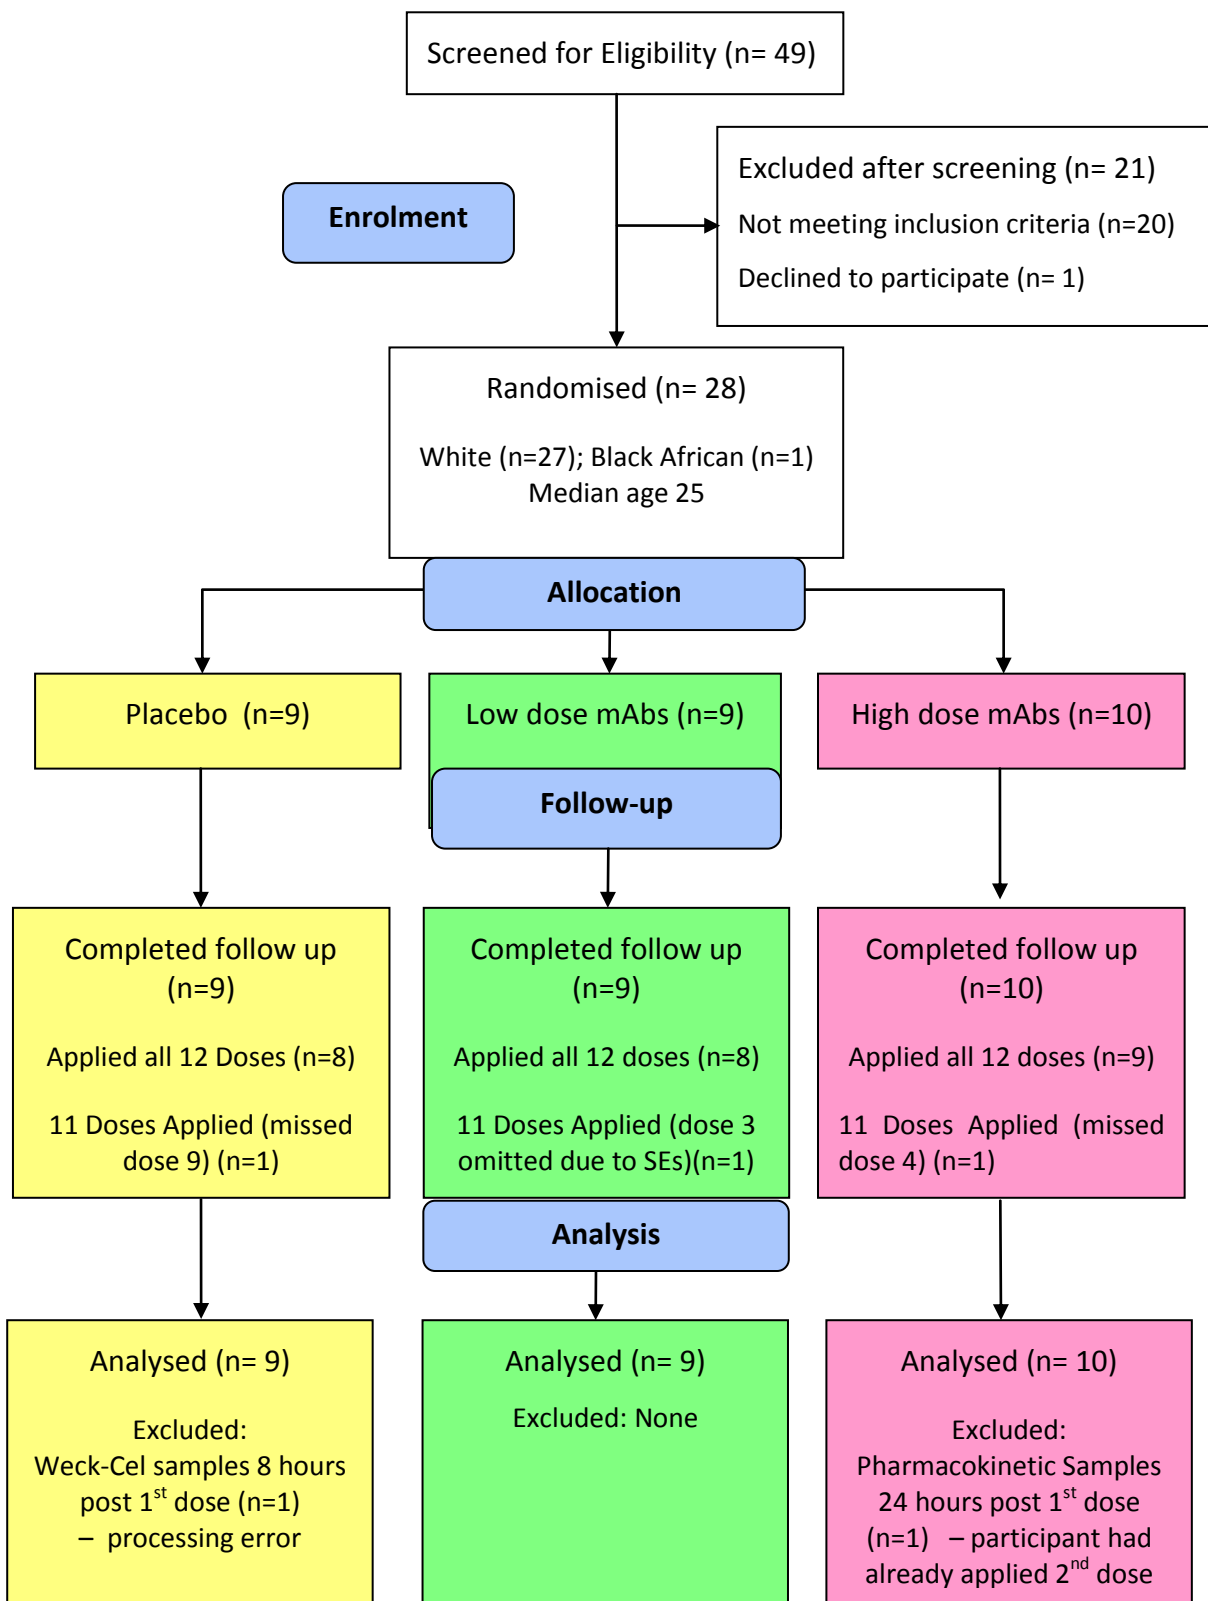 Screened for Eligibility (n= 49)
Excluded after screening (n= 21)
Not meeting inclusion criteria (n=20)
Declined to participate (n= 1)
Enrolment
Randomised (n= 28)
White (n=27); Black African (n=1)
Median age 25
Allocation
Placebo (n=9)
Low dose mAbs (n=9)
High dose mAbs (n=10)
Follow-up
Completed follow up
(n=9)
Applied all 12 Doses (n=8)
11 Doses Applied (missed
dose 9) (n=1)
Completed follow up
(n=9)
Applied all 12 doses (n=8)
11 Doses Applied (dose 3
omitted due to SEs)(n=1)
Completed follow up
(n=10)
Applied all 12 doses (n=9)
11 Doses Applied (missed
dose 4) (n=1)
Analysis
Analysed (n= 9)
Excluded:
Weck-Cel samples 8 hours
post 1st dose (n=1)
– processing error
Analysed (n= 9)
Excluded: None
Analysed (n= 10)
Excluded:
Pharmacokinetic Samples
24 hours post 1st dose
(n=1) – participant had
already applied 2nd dose